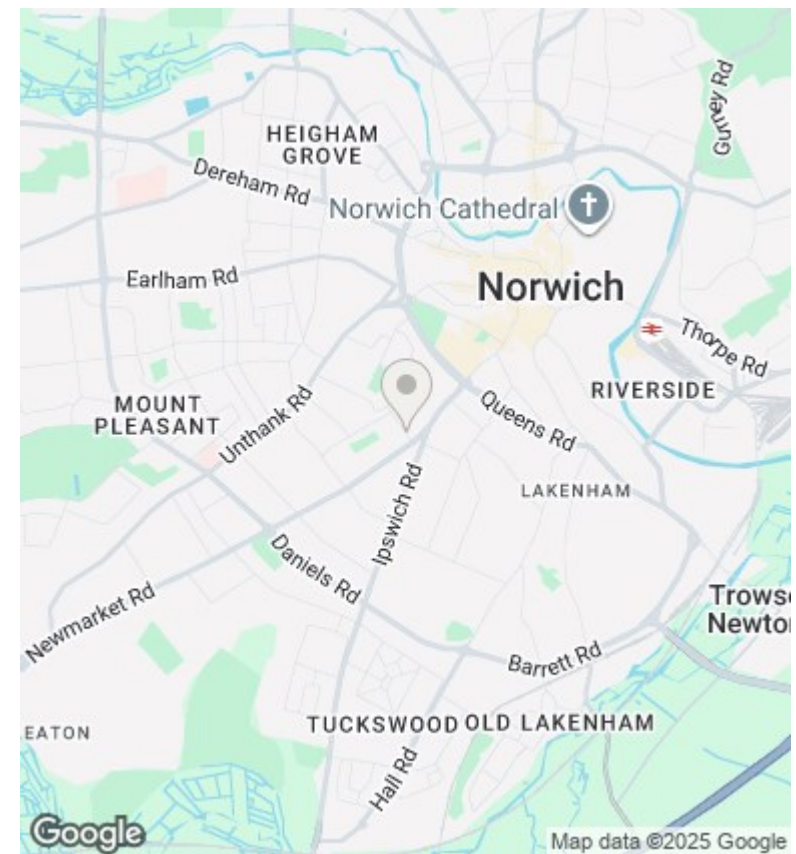 Gurney Rd
HEIGHAM
GROVE
Dereham Rd
Norwich Cathedral
Earlham Rd
Norwich
Thorpe Rd
RIVERSIDE
MOUNT
PLEASANT
Unthank Rd
Queens Rd
Ipswich Rd
LAKENHAM
Daniels Rd
Newmarket Rd
Trowse
Newton
Barrett Rd
EATON
TUCKSWOOD
OLD LAKENHAM
Hall Rd
Google
Map data ©2025 Google